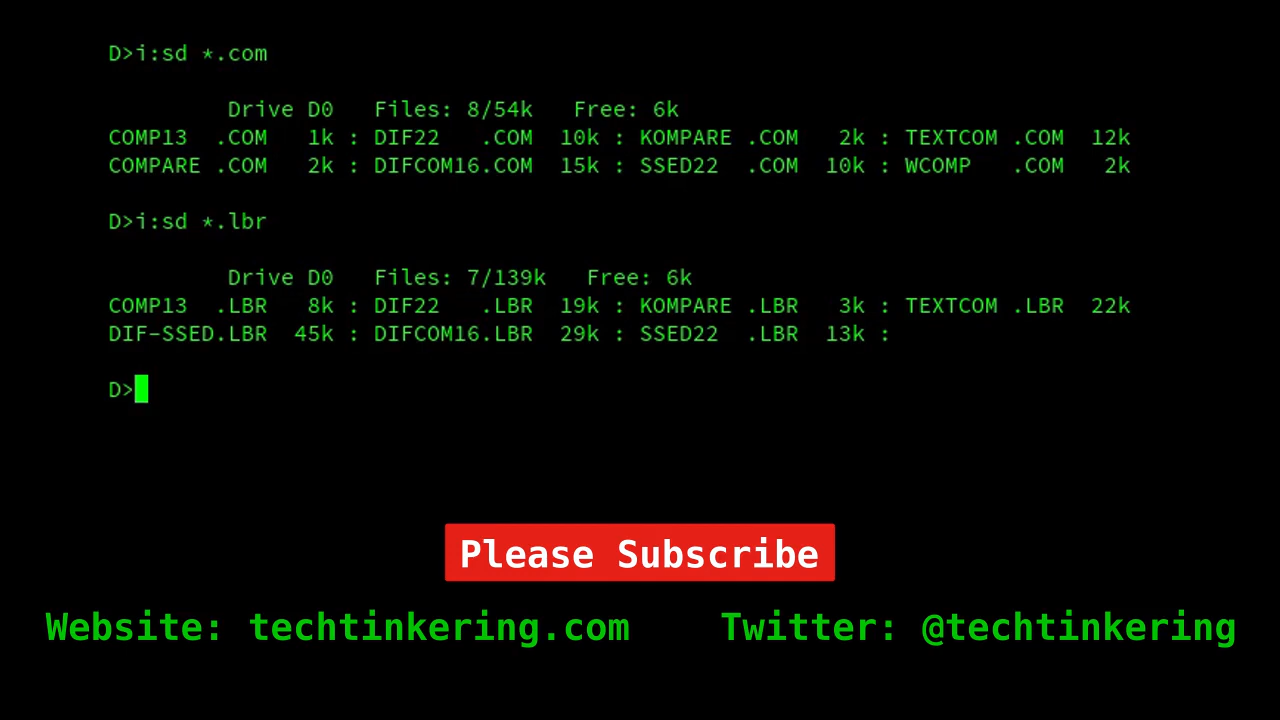 D>i:sd *.com
Drive D0   Files: 8/54k   Free: 6k
COMP13  .COM   1k : DIF22   .COM  10k : KOMPARE .COM   2k : TEXTCOM .COM  12k
COMPARE .COM   2k : DIFCOM16.COM  15k : SSED22  .COM  10k : WCOMP   .COM   2k
D>i:sd *.lbr
Drive D0   Files: 7/139k   Free: 6k
COMP13  .LBR   8k : DIF22   .LBR  19k : KOMPARE .LBR   3k : TEXTCOM .LBR  22k
DIF-SSED.LBR  45k : DIFCOM16.LBR  29k : SSED22  .LBR  13k :
D>
Please Subscribe
Website: techtinkering.com    Twitter: @techtinkering